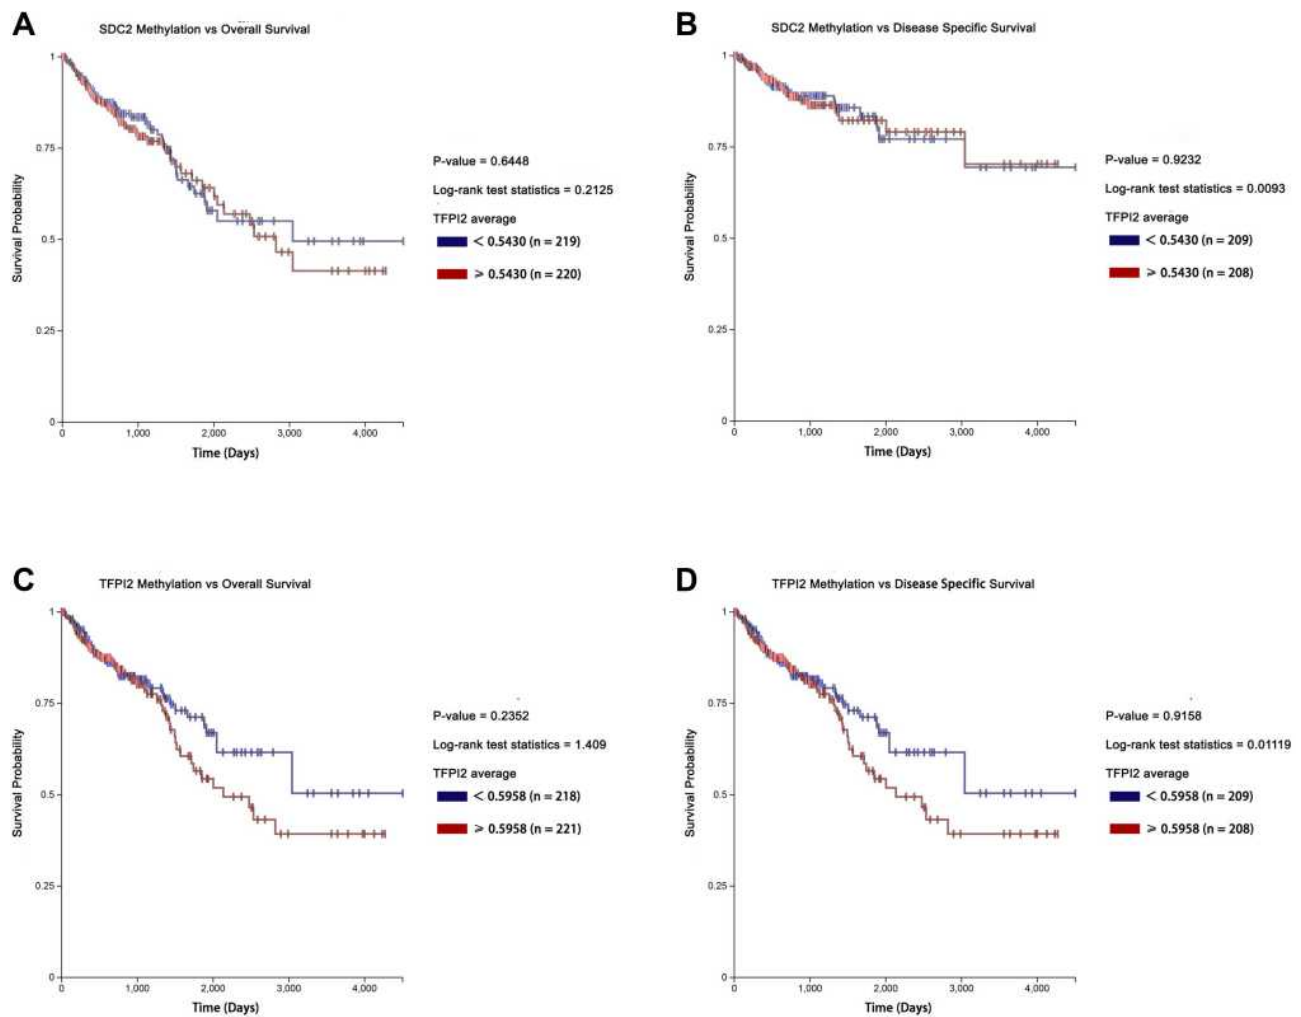 A
SDC2 Methylation vs Overall Survival
Survival Probability
1
0.75
0.5
0.25
0
0
1,000
2,000
3,000
4,000
Time (Days)
P-value = 0.6448
Log-rank test statistics = 0.2125
TFPI2 average
< 0.5430 (n = 219)
⩾ 0.5430 (n = 220)
B
SDC2 Methylation vs Disease Specific Survival
Survival Probability
1
0.75
0.5
0.25
0
0
1,000
2,000
3,000
4,000
Time (Days)
P-value = 0.9232
Log-rank test statistics = 0.0093
TFPI2 average
< 0.5430 (n = 209)
⩾ 0.5430 (n = 208)
C
TFPI2 Methylation vs Overall Survival
Survival Probability
1
0.75
0.5
0.25
0
0
1,000
2,000
3,000
4,000
Time (Days)
P-value = 0.2352
Log-rank test statistics = 1.409
TFPI2 average
< 0.5958 (n = 218)
⩾ 0.5958 (n = 221)
D
TFPI2 Methylation vs Disease Specific Survival
Survival Probability
1
0.75
0.5
0.25
0
0
1,000
2,000
3,000
4,000
Time (Days)
P-value = 0.9158
Log-rank test statistics = 0.01119
TFPI2 average
< 0.5958 (n = 209)
⩾ 0.5958 (n = 208)